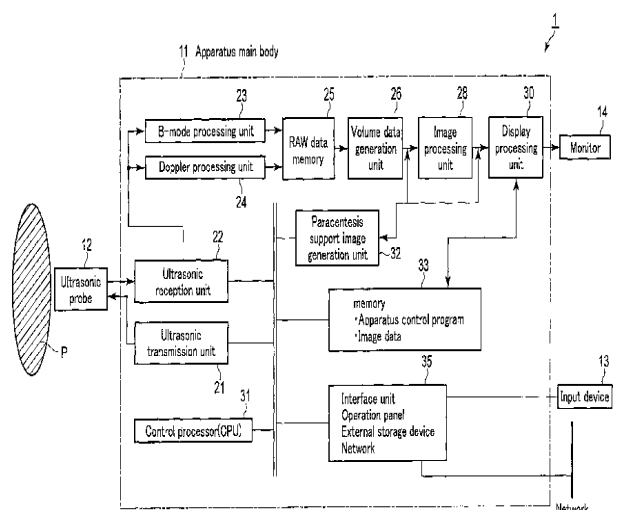 1
11 Apparatus main body
23
B-mode processing unit
Doppler processing unit
24
25
RAW data
memory
26
Volume data
generation
unit
28
Image
processing
unit
30
Display
processing
unit
14
Monitor
Paracentesis
support image
generation unit
32
12
Ultrasonic
probe
P
22
Ultrasonic
reception unit
Ultrasonic
transmission unit
21
33
memory
・Apparatus control program
・Image data
31
Control processor(CPU)
35
Interface unit
Operation panel
External storage device
Network
13
Input device
Network